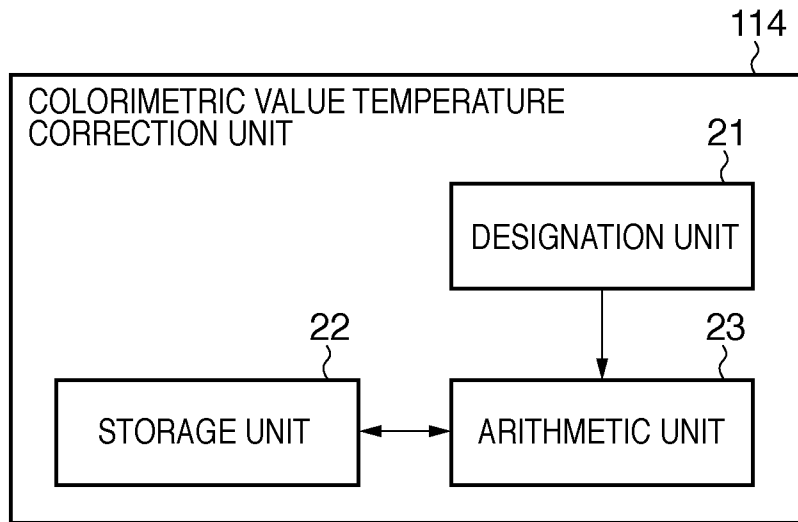 114
COLORIMETRIC VALUE TEMPERATURE
CORRECTION UNIT
21
DESIGNATION UNIT
22
23
STORAGE UNIT
ARITHMETIC UNIT